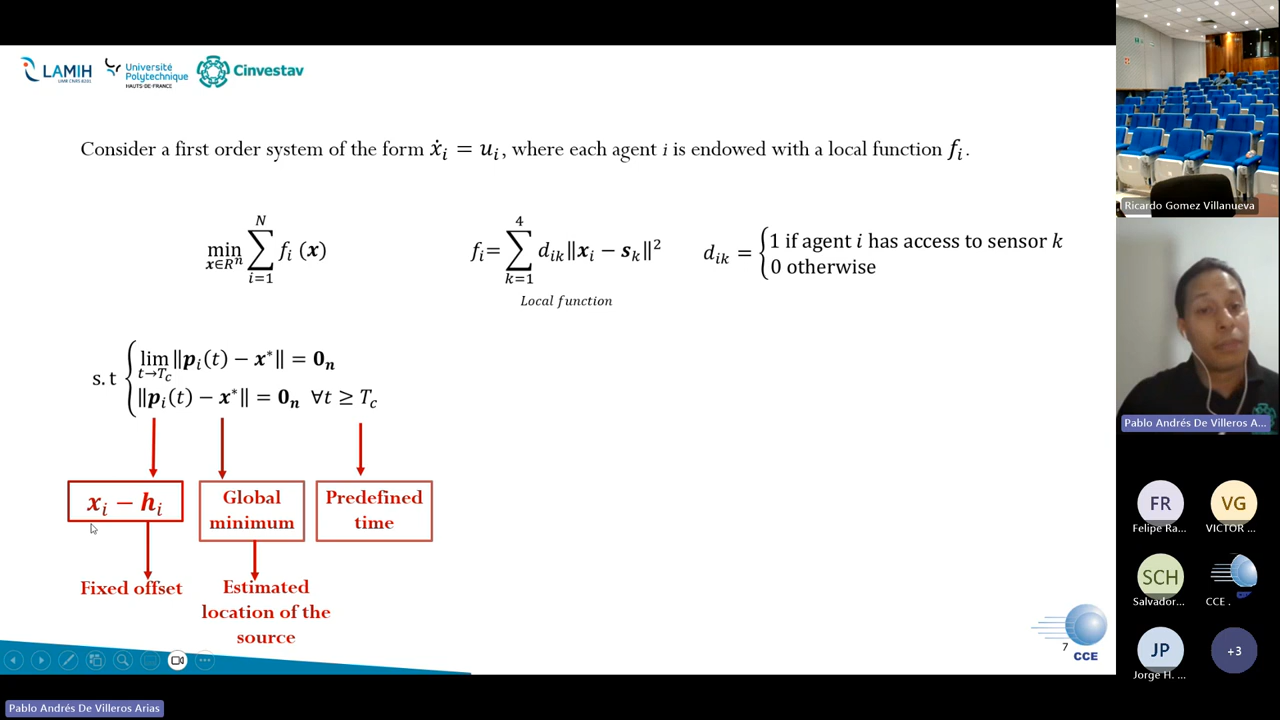 LAMIH
UMR CNRS 8201
Université
Polytechnique
HAUTS-DE-FRANCE
Cinvestav
Consider a first order system of the form ẋᵢ = uᵢ, where each agent i is endowed with a local function fᵢ.
min x∈Rⁿ ∑ᵢ₌₁ᴺ fᵢ (x)
fᵢ= ∑ₖ₌₁⁴ dᵢₖ‖xᵢ − sₖ‖²
dᵢₖ = {1 if agent i has access to sensor k
0 otherwise
Local function
s.t { lim t→T_c ‖pᵢ(t) − x*‖ = 0ₙ
‖pᵢ(t) − x*‖ = 0ₙ ∀t ≥ T_c
xᵢ − hᵢ
Global
minimum
Predefined
time
Fixed offset
Estimated
location of the
source
7
CCE
Pablo Andrés De Villeros Arias
Ricardo Gomez Villanueva
Pablo Andrés De Villeros A...
FR
Felipe Ra...
VG
VICTOR ...
SCH
Salvador...
CCE .
JP
Jorge H. ...
+3